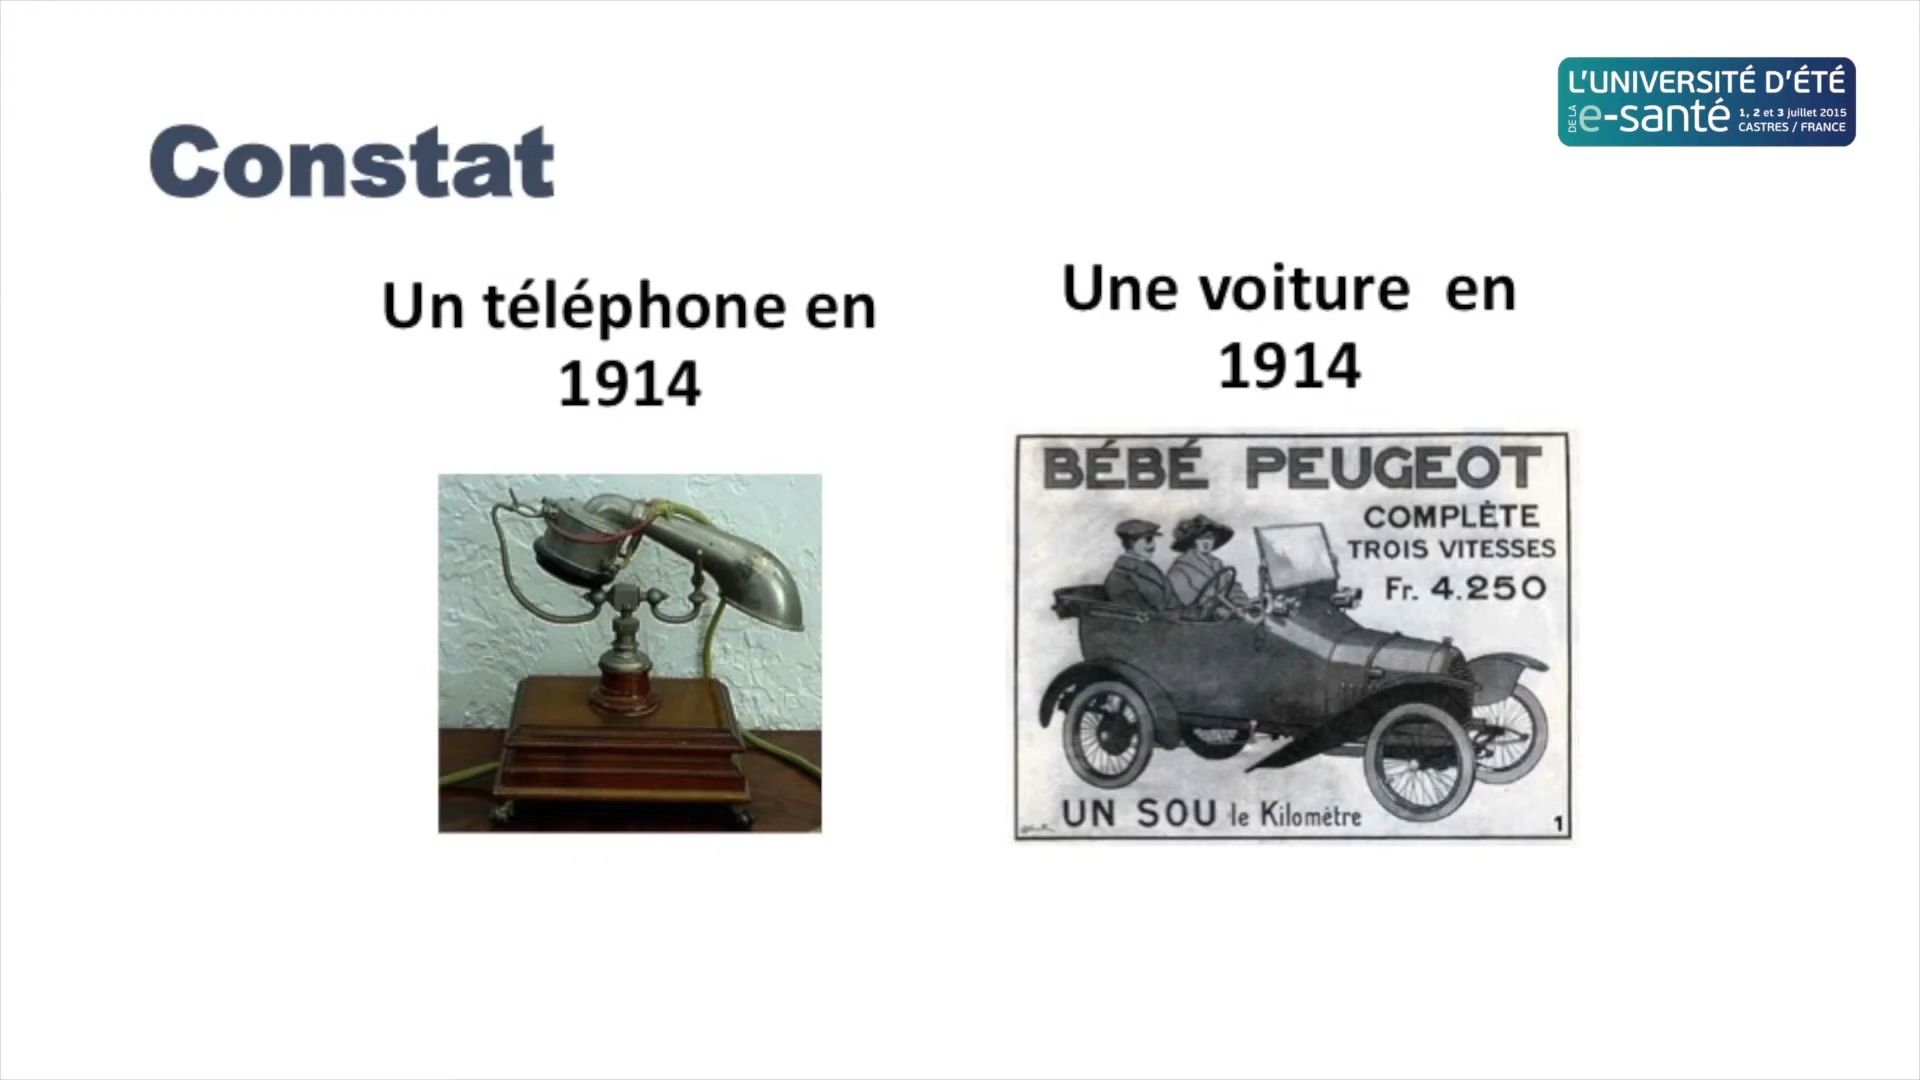 L'UNIVERSITÉ D'ÉTÉ
DE LA e-santé 1, 2 et 3 juillet 2015
CASTRES / FRANCE
Constat
Un téléphone en
1914
Une voiture en
1914
BÉBÉ PEUGEOT
COMPLÈTE
TROIS VITESSES
Fr. 4.250
UN SOU le Kilomètre
1